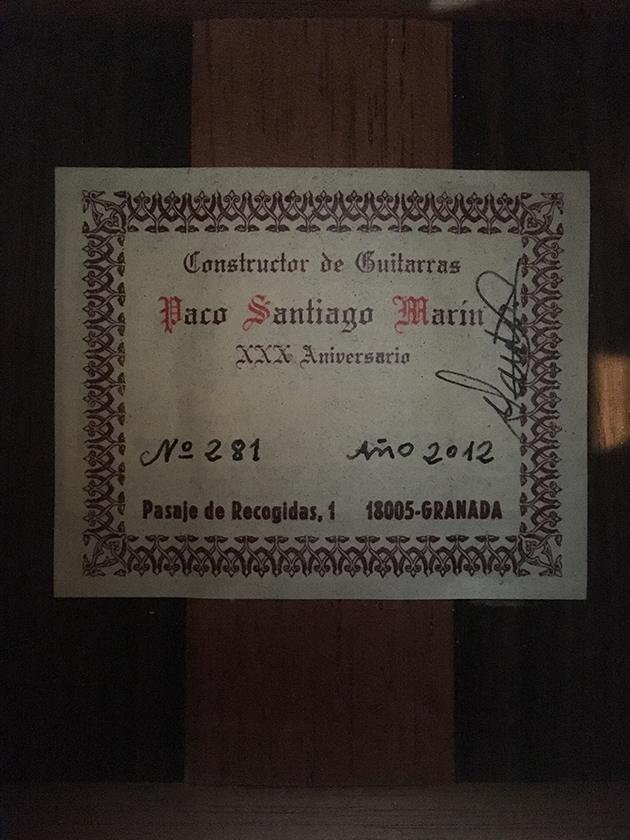 Constructor de Guitarras
Paco Santiago Marín
XXX Aniversario
Nº 281 Año 2012
Pasaje de Recogidas, 1 18005-GRANADA